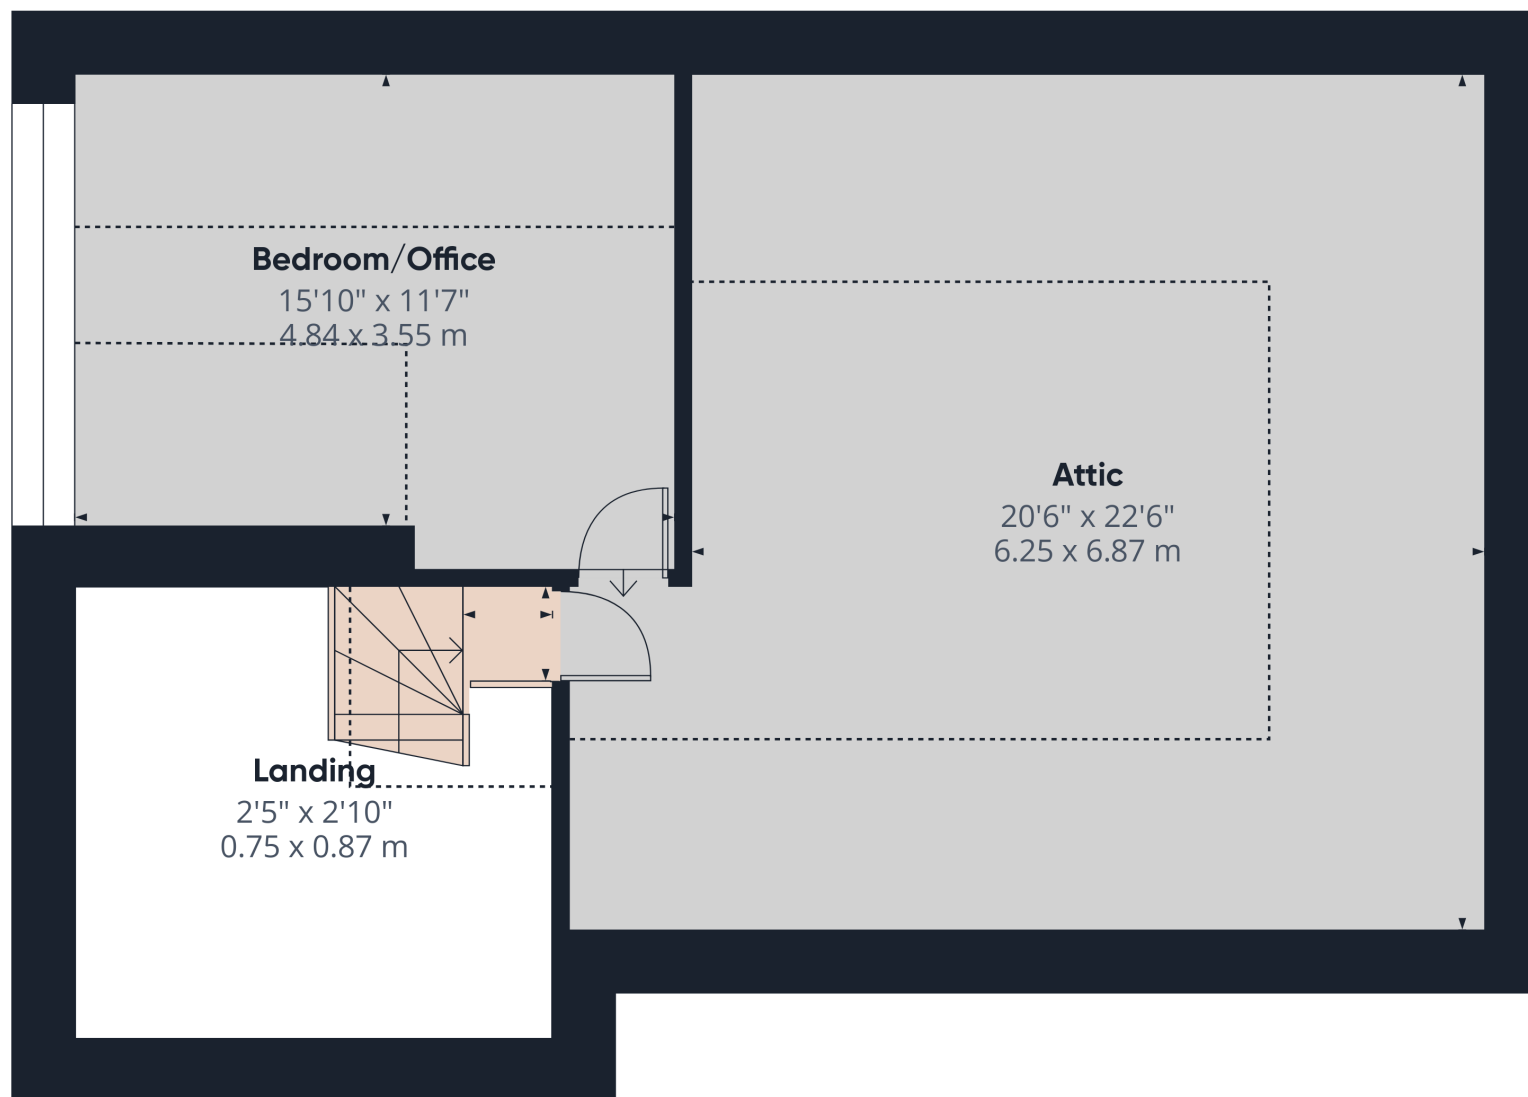 Bedroom/Office
15'10" x 11'7"
4.84 x 3.55 m
Attic
20'6" x 22'6"
6.25 x 6.87 m
Landing
2'5" x 2'10"
0.75 x 0.87 m